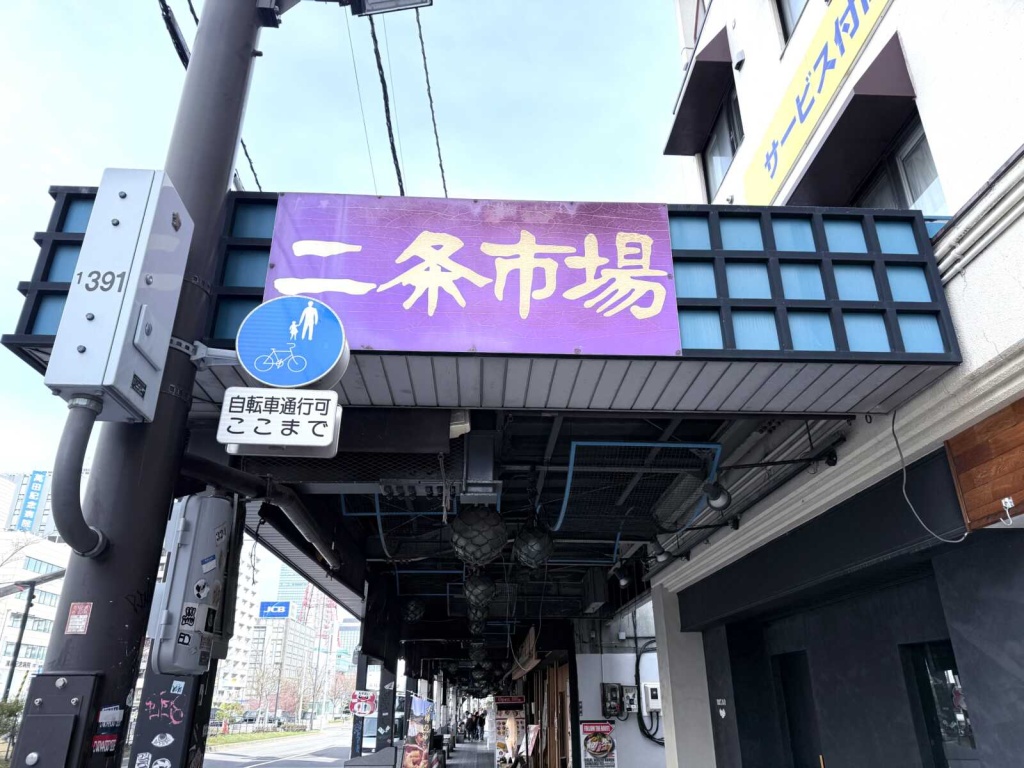 サービス付
二条市場
1391
自転車通行可
ここまで
JCB